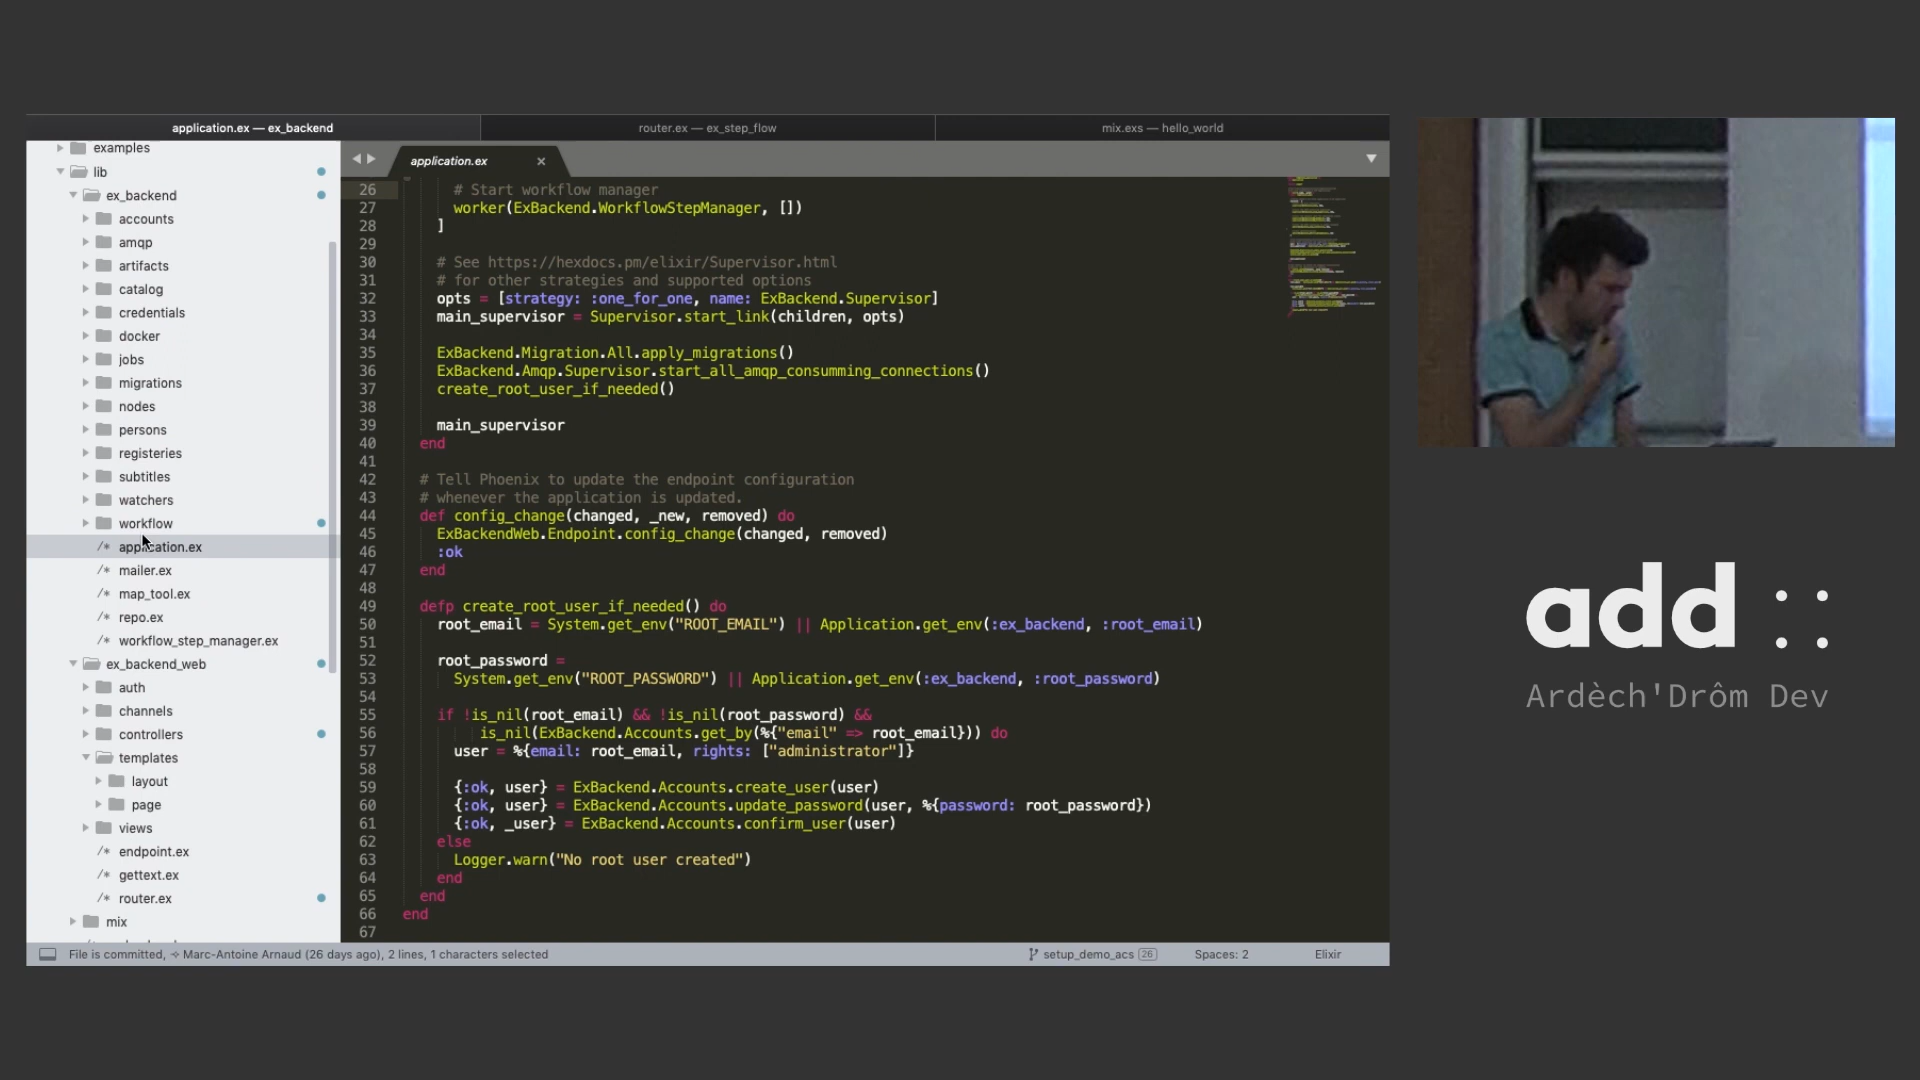 application.ex — ex_backend
router.ex — ex_step_flow
mix.exs — hello_world
examples
lib
ex_backend
accounts
amqp
artifacts
catalog
credentials
docker
jobs
migrations
nodes
persons
registeries
subtitles
watchers
workflow
/* application.ex
/* mailer.ex
/* map_tool.ex
/* repo.ex
/* workflow_step_manager.ex
ex_backend_web
auth
channels
controllers
templates
layout
page
views
/* endpoint.ex
/* gettext.ex
/* router.ex
mix
application.ex
26 # Start workflow manager
27 worker(ExBackend.WorkflowStepManager, [])
28 ]
29
30 # See https://hexdocs.pm/elixir/Supervisor.html
31 # for other strategies and supported options
32 opts = [strategy: :one_for_one, name: ExBackend.Supervisor]
33 main_supervisor = Supervisor.start_link(children, opts)
34
35 ExBackend.Migration.All.apply_migrations()
36 ExBackend.Amqp.Supervisor.start_all_amqp_consumming_connections()
37 create_root_user_if_needed()
38
39 main_supervisor
40 end
41
42 # Tell Phoenix to update the endpoint configuration
43 # whenever the application is updated.
44 def config_change(changed, _new, removed) do
45 ExBackendWeb.Endpoint.config_change(changed, removed)
46 :ok
47 end
48
49 defp create_root_user_if_needed() do
50 root_email = System.get_env("ROOT_EMAIL") || Application.get_env(:ex_backend, :root_email)
51
52 root_password =
53 System.get_env("ROOT_PASSWORD") || Application.get_env(:ex_backend, :root_password)
54
55 if !is_nil(root_email) && !is_nil(root_password) &&
56 is_nil(ExBackend.Accounts.get_by(%{"email" => root_email})) do
57 user = %{email: root_email, rights: ["administrator"]}
58
59 {:ok, user} = ExBackend.Accounts.create_user(user)
60 {:ok, user} = ExBackend.Accounts.update_password(user, %{password: root_password})
61 {:ok, _user} = ExBackend.Accounts.confirm_user(user)
62 else
63 Logger.warn("No root user created")
64 end
65 end
66 end
67
File is committed, Marc-Antoine Arnaud (26 days ago), 2 lines, 1 characters selected
setup_demo_acs 26
Spaces: 2
Elixir
add ::
Ardèch'Drôm Dev